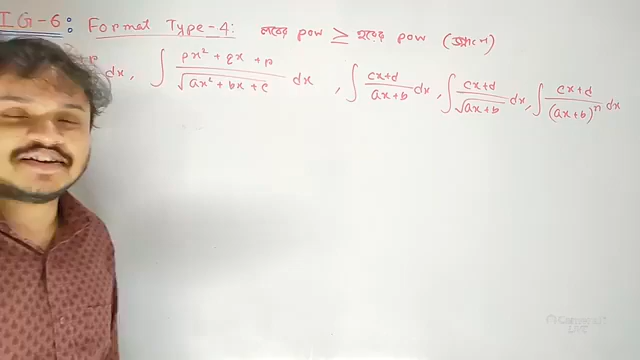 IG-6: Format Type-4: লবের pow ≥ হরের pow
+ p dx, ∫ px² + qx + p / √ax² + bx + c dx, ∫ cx+d / ax+b dx, ∫ cx+d / √ax+b dx, ∫ cx+d / (ax+b)ⁿ dx